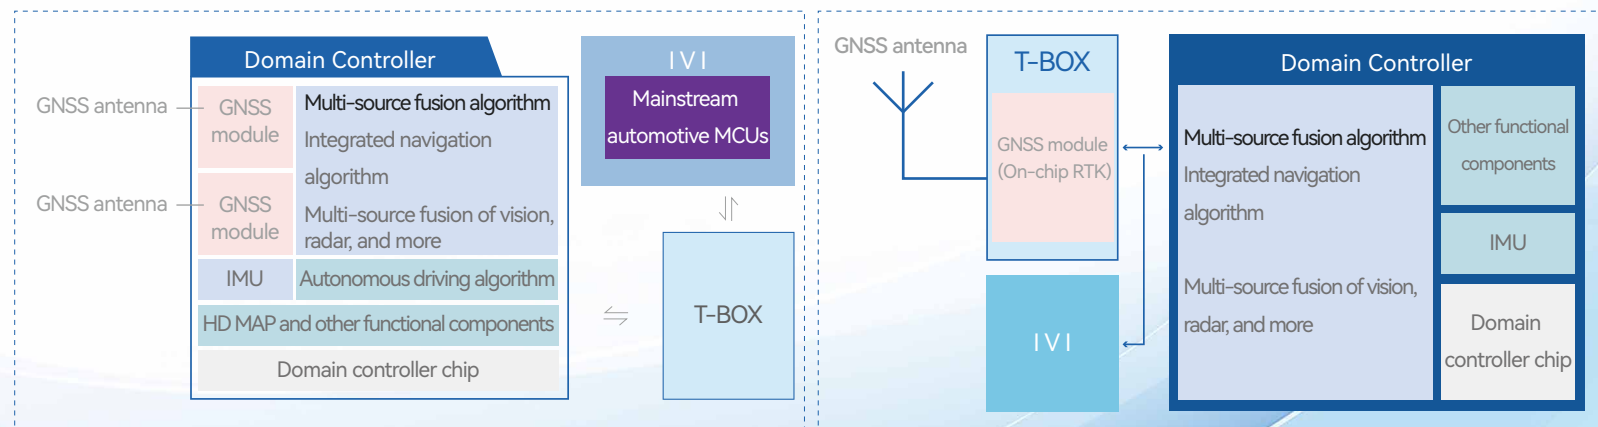 Domain Controller
GNSS antenna
GNSS
module
GNSS antenna
GNSS
module
Multi-source fusion algorithm
Integrated navigation
algorithm
Multi-source fusion of vision,
radar, and more
IMU
Autonomous driving algorithm
HD MAP and other functional components
Domain controller chip
IVI
Mainstream
automotive MCUs
T-BOX
GNSS antenna
T-BOX
GNSS module
(On-chip RTK)
IVI
Domain Controller
Multi-source fusion algorithm
Integrated navigation
algorithm
Multi-source fusion of vision,
radar, and more
Other functional
components
IMU
Domain
controller chip